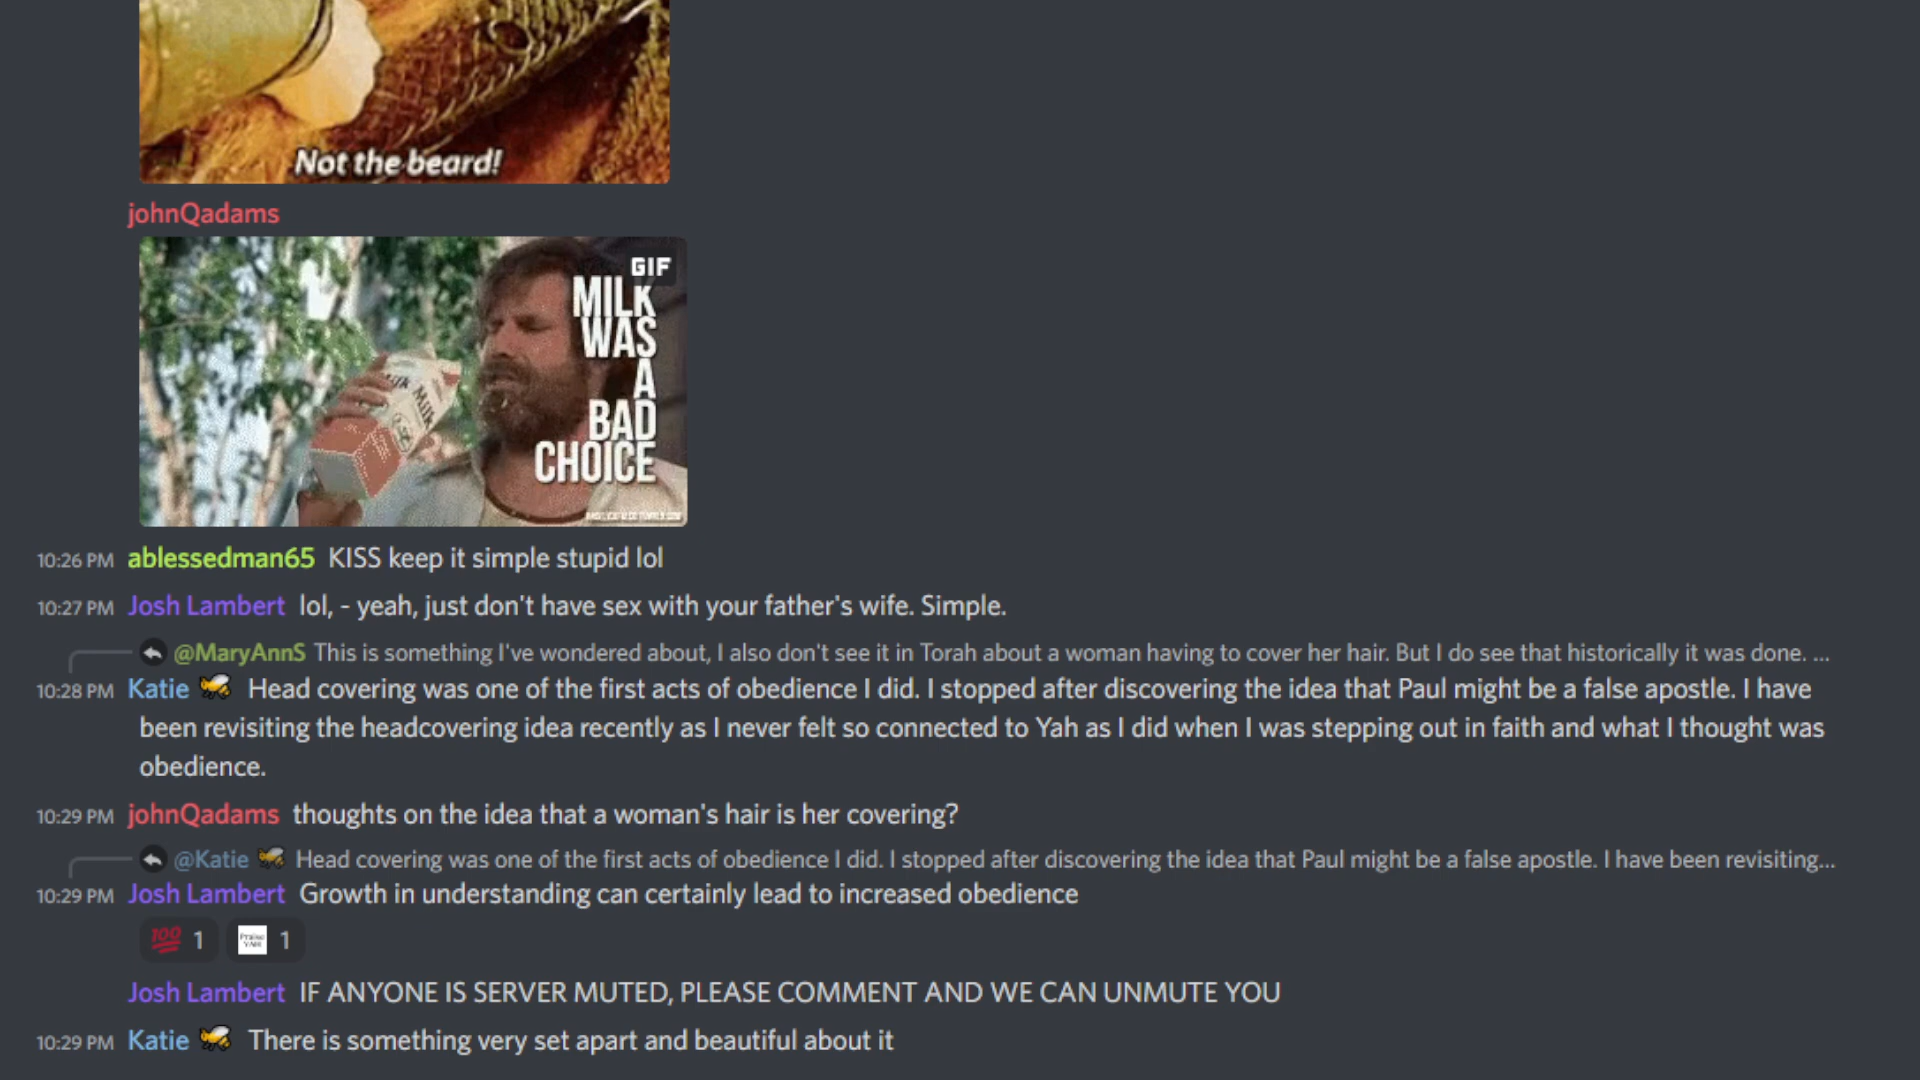 Not the beard!
johnQadams
GIF
MILK
WAS
A
BAD
CHOICE
10:26 PM ablessedman65 KISS keep it simple stupid lol
10:27 PM Josh Lambert lol, - yeah, just don't have sex with your father's wife. Simple.
@MaryAnnS This is something I've wondered about, I also don't see it in Torah about a woman having to cover her hair. But I do see that historically it was done. ...
10:28 PM Katie Head covering was one of the first acts of obedience I did. I stopped after discovering the idea that Paul might be a false apostle. I have
been revisiting the headcovering idea recently as I never felt so connected to Yah as I did when I was stepping out in faith and what I thought was
obedience.
10:29 PM johnQadams thoughts on the idea that a woman's hair is her covering?
@Katie Head covering was one of the first acts of obedience I did. I stopped after discovering the idea that Paul might be a false apostle. I have been revisiting...
10:29 PM Josh Lambert Growth in understanding can certainly lead to increased obedience
100 1 Praise YAH 1
Josh Lambert IF ANYONE IS SERVER MUTED, PLEASE COMMENT AND WE CAN UNMUTE YOU
10:29 PM Katie There is something very set apart and beautiful about it